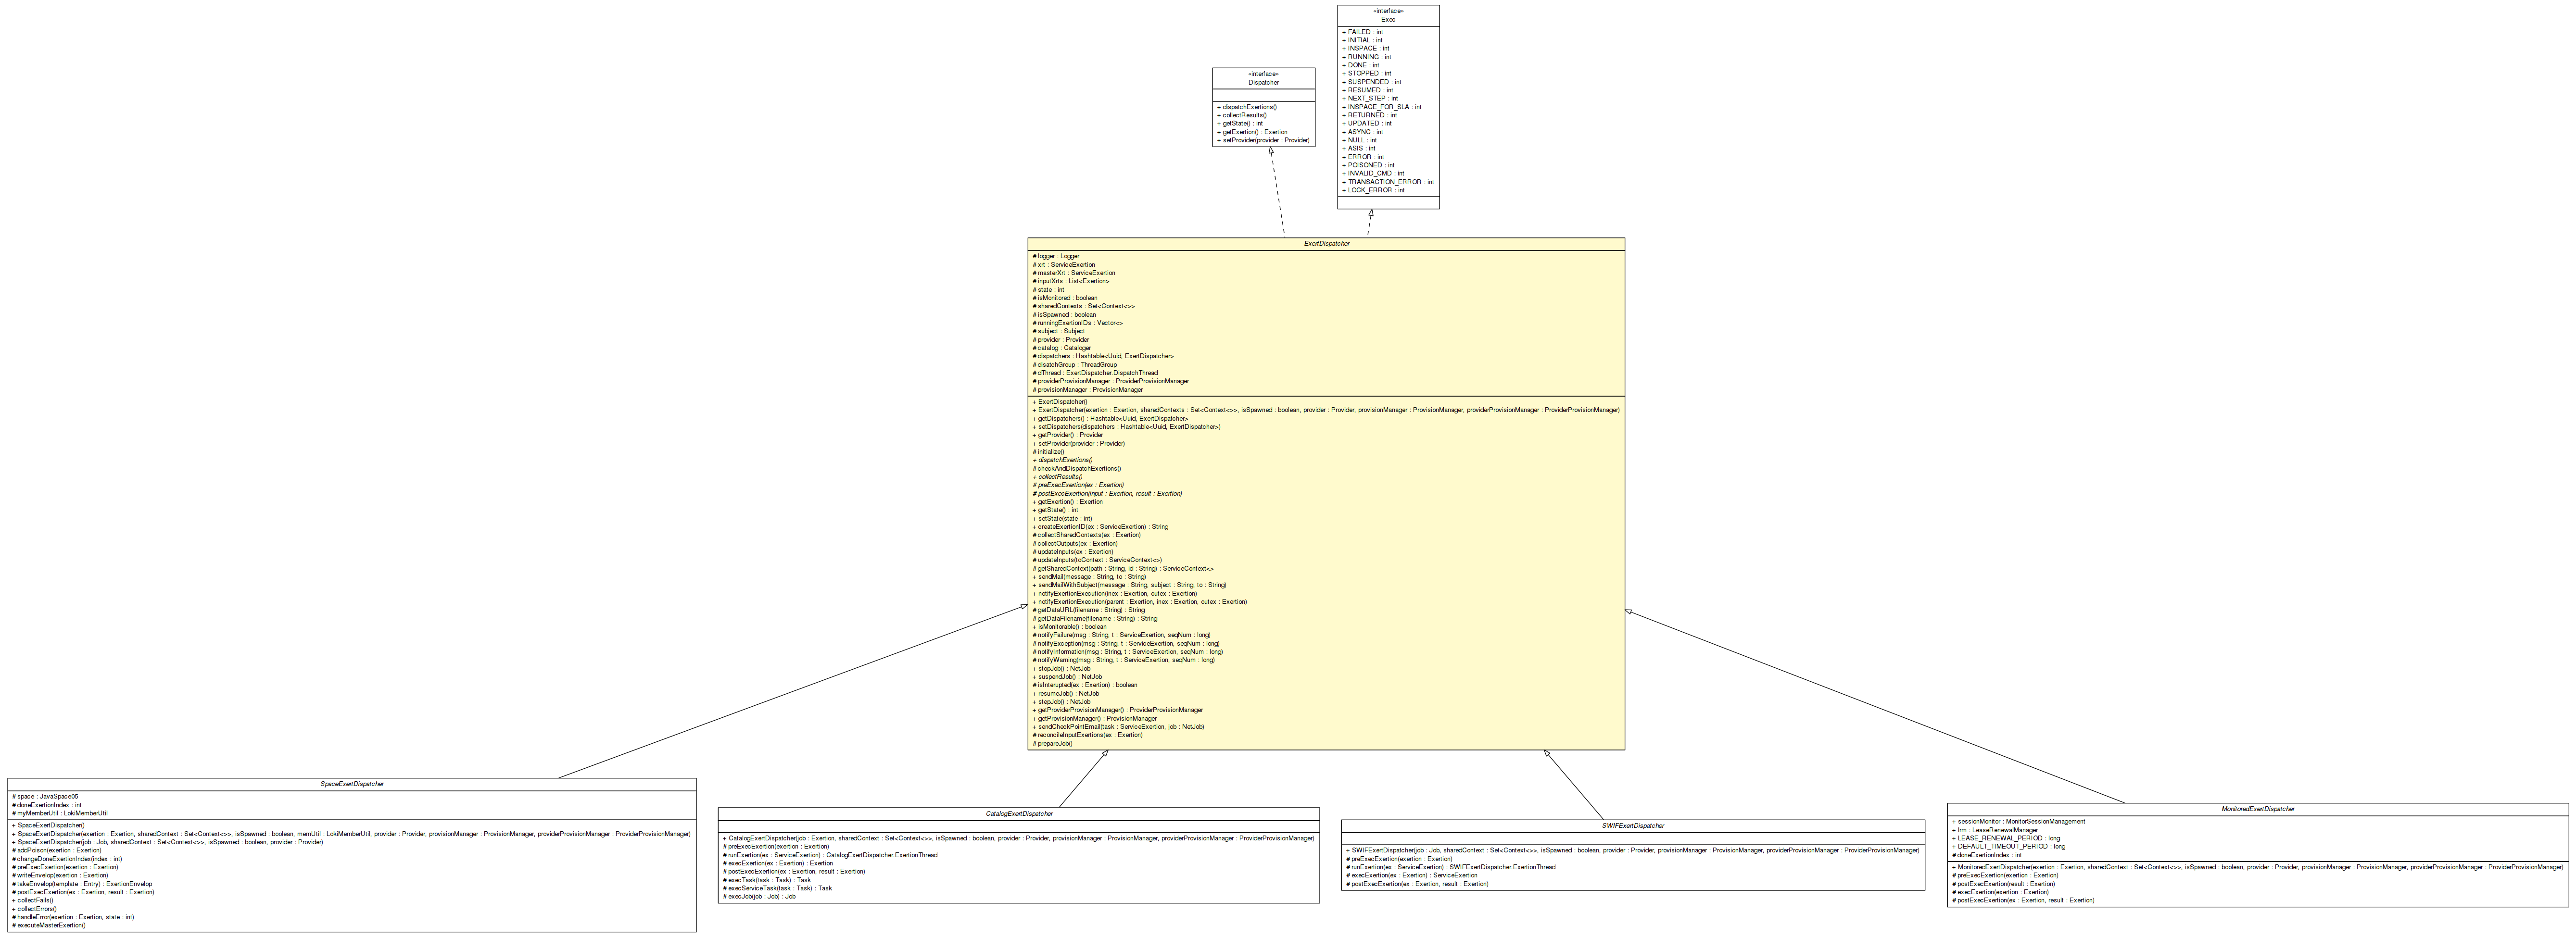 «interface»
Exec
+ FAILED : int
+ INITIAL : int
+ INSPACE : int
+ RUNNING : int
+ DONE : int
+ STOPPED : int
+ SUSPENDED : int
+ RESUMED : int
+ NEXT_STEP : int
+ INSPACE_FOR_SLA : int
+ RETURNED : int
+ UPDATED : int
+ ASYNC : int
+ NULL : int
+ ASIS : int
+ ERROR : int
+ POISONED : int
+ INVALID_CMD : int
+ TRANSACTION_ERROR : int
+ LOCK_ERROR : int
«interface»
Dispatcher
+ dispatchExertions()
+ collectResults()
+ getState() : int
+ getExertion() : Exertion
+ setProvider(provider : Provider)
ExertDispatcher
# logger : Logger
# xrt : ServiceExertion
# masterXrt : ServiceExertion
# inputXrts : List<Exertion>
# state : int
# isMonitored : boolean
# sharedContexts : Set<Context<>>
# isSpawned : boolean
# runningExertionIDs : Vector<>
# subject : Subject
# provider : Provider
# catalog : Cataloger
# dispatchers : Hashtable<Uuid, ExertDispatcher>
# disatchGroup : ThreadGroup
# dThread : ExertDispatcher.DispatchThread
# providerProvisionManager : ProviderProvisionManager
# provisionManager : ProvisionManager
+ ExertDispatcher()
+ ExertDispatcher(exertion : Exertion, sharedContexts : Set<Context<>>, isSpawned : boolean, provider : Provider, provisionManager : ProvisionManager, providerProvisionManager : ProviderProvisionManager)
+ getDispatchers() : Hashtable<Uuid, ExertDispatcher>
+ setDispatchers(dispatchers : Hashtable<Uuid, ExertDispatcher>)
+ getProvider() : Provider
+ setProvider(provider : Provider)
# initialize()
+ dispatchExertions()
# checkAndDispatchExertions()
+ collectResults()
# preExecExertion(ex : Exertion)
# postExecExertion(input : Exertion, result : Exertion)
+ getExertion() : Exertion
+ getState() : int
+ setState(state : int)
+ createExertionID(ex : ServiceExertion) : String
# collectSharedContexts(ex : Exertion)
# collectOutputs(ex : Exertion)
# updateInputs(ex : Exertion)
# updateInputs(toContext : ServiceContext<>)
# getSharedContext(path : String, id : String) : ServiceContext<>
+ sendMail(message : String, to : String)
+ sendMailWithSubject(message : String, subject : String, to : String)
+ notifyExertionExecution(inex : Exertion, outex : Exertion)
+ notifyExertionExecution(parent : Exertion, inex : Exertion, outex : Exertion)
# getDataURL(filename : String) : String
# getDataFilename(filename : String) : String
+ isMonitorable() : boolean
# notifyFailure(msg : String, t : ServiceExertion, seqNum : long)
# notifyException(msg : String, t : ServiceExertion, seqNum : long)
# notifyInformation(msg : String, t : ServiceExertion, seqNum : long)
# notifyWarning(msg : String, t : ServiceExertion, seqNum : long)
+ stopJob() : NetJob
+ suspendJob() : NetJob
# isInterupted(ex : Exertion) : boolean
+ resumeJob() : NetJob
+ stepJob() : NetJob
+ getProviderProvisionManager() : ProviderProvisionManager
+ getProvisionManager() : ProvisionManager
+ sendCheckPointEmail(task : ServiceExertion, job : NetJob)
# reconcileInputExertions(ex : Exertion)
# prepareJob()
SpaceExertDispatcher
# space : JavaSpace05
# doneExertionIndex : int
# myMemberUtil : LokiMemberUtil
+ SpaceExertDispatcher()
+ SpaceExertDispatcher(exertion : Exertion, sharedContext : Set<Context<>>, isSpawned : boolean, memUtil : LokiMemberUtil, provider : Provider, provisionManager : ProvisionManager, providerProvisionManager : ProviderProvisionManager)
+ SpaceExertDispatcher(job : Job, sharedContext : Set<Context<>>, isSpawned : boolean, provider : Provider)
# addPoison(exertion : Exertion)
# changeDoneExertionIndex(index : int)
# preExecExertion(exertion : Exertion)
# writeEnvelop(exertion : Exertion)
# takeEnvelop(template : Entry) : ExertionEnvelop
# postExecExertion(ex : Exertion, result : Exertion)
+ collectFails()
+ collectErrors()
# handleError(exertion : Exertion, state : int)
# executeMasterExertion()
CatalogExertDispatcher
+ CatalogExertDispatcher(job : Exertion, sharedContext : Set<Context<>>, isSpawned : boolean, provider : Provider, provisionManager : ProvisionManager, providerProvisionManager : ProviderProvisionManager)
# preExecExertion(exertion : Exertion)
# runExertion(ex : ServiceExertion) : CatalogExertDispatcher.ExertionThread
# execExertion(ex : Exertion) : Exertion
# postExecExertion(ex : Exertion, result : Exertion)
# execTask(task : Task) : Task
# execServiceTask(task : Task) : Task
# execJob(job : Job) : Job
SWIFExertDispatcher
+ SWIFExertDispatcher(job : Job, sharedContext : Set<Context<>>, isSpawned : boolean, provider : Provider, provisionManager : ProvisionManager, providerProvisionManager : ProviderProvisionManager)
# preExecExertion(exertion : Exertion)
# runExertion(ex : ServiceExertion) : SWIFExertDispatcher.ExertionThread
# execExertion(ex : Exertion) : ServiceExertion
# postExecExertion(ex : Exertion, result : Exertion)
MonitoredExertDispatcher
+ sessionMonitor : MonitorSessionManagement
+ lrm : LeaseRenewalManager
+ LEASE_RENEWAL_PERIOD : long
+ DEFAULT_TIMEOUT_PERIOD : long
# doneExertionIndex : int
+ MonitoredExertDispatcher(exertion : Exertion, sharedContext : Set<Context<>>, isSpawned : boolean, provider : Provider, provisionManager : ProvisionManager, providerProvisionManager : ProviderProvisionManager)
# preExecExertion(exertion : Exertion)
# postExecExertion(result : Exertion)
# execExertion(exertion : Exertion)
# postExecExertion(ex : Exertion, result : Exertion)